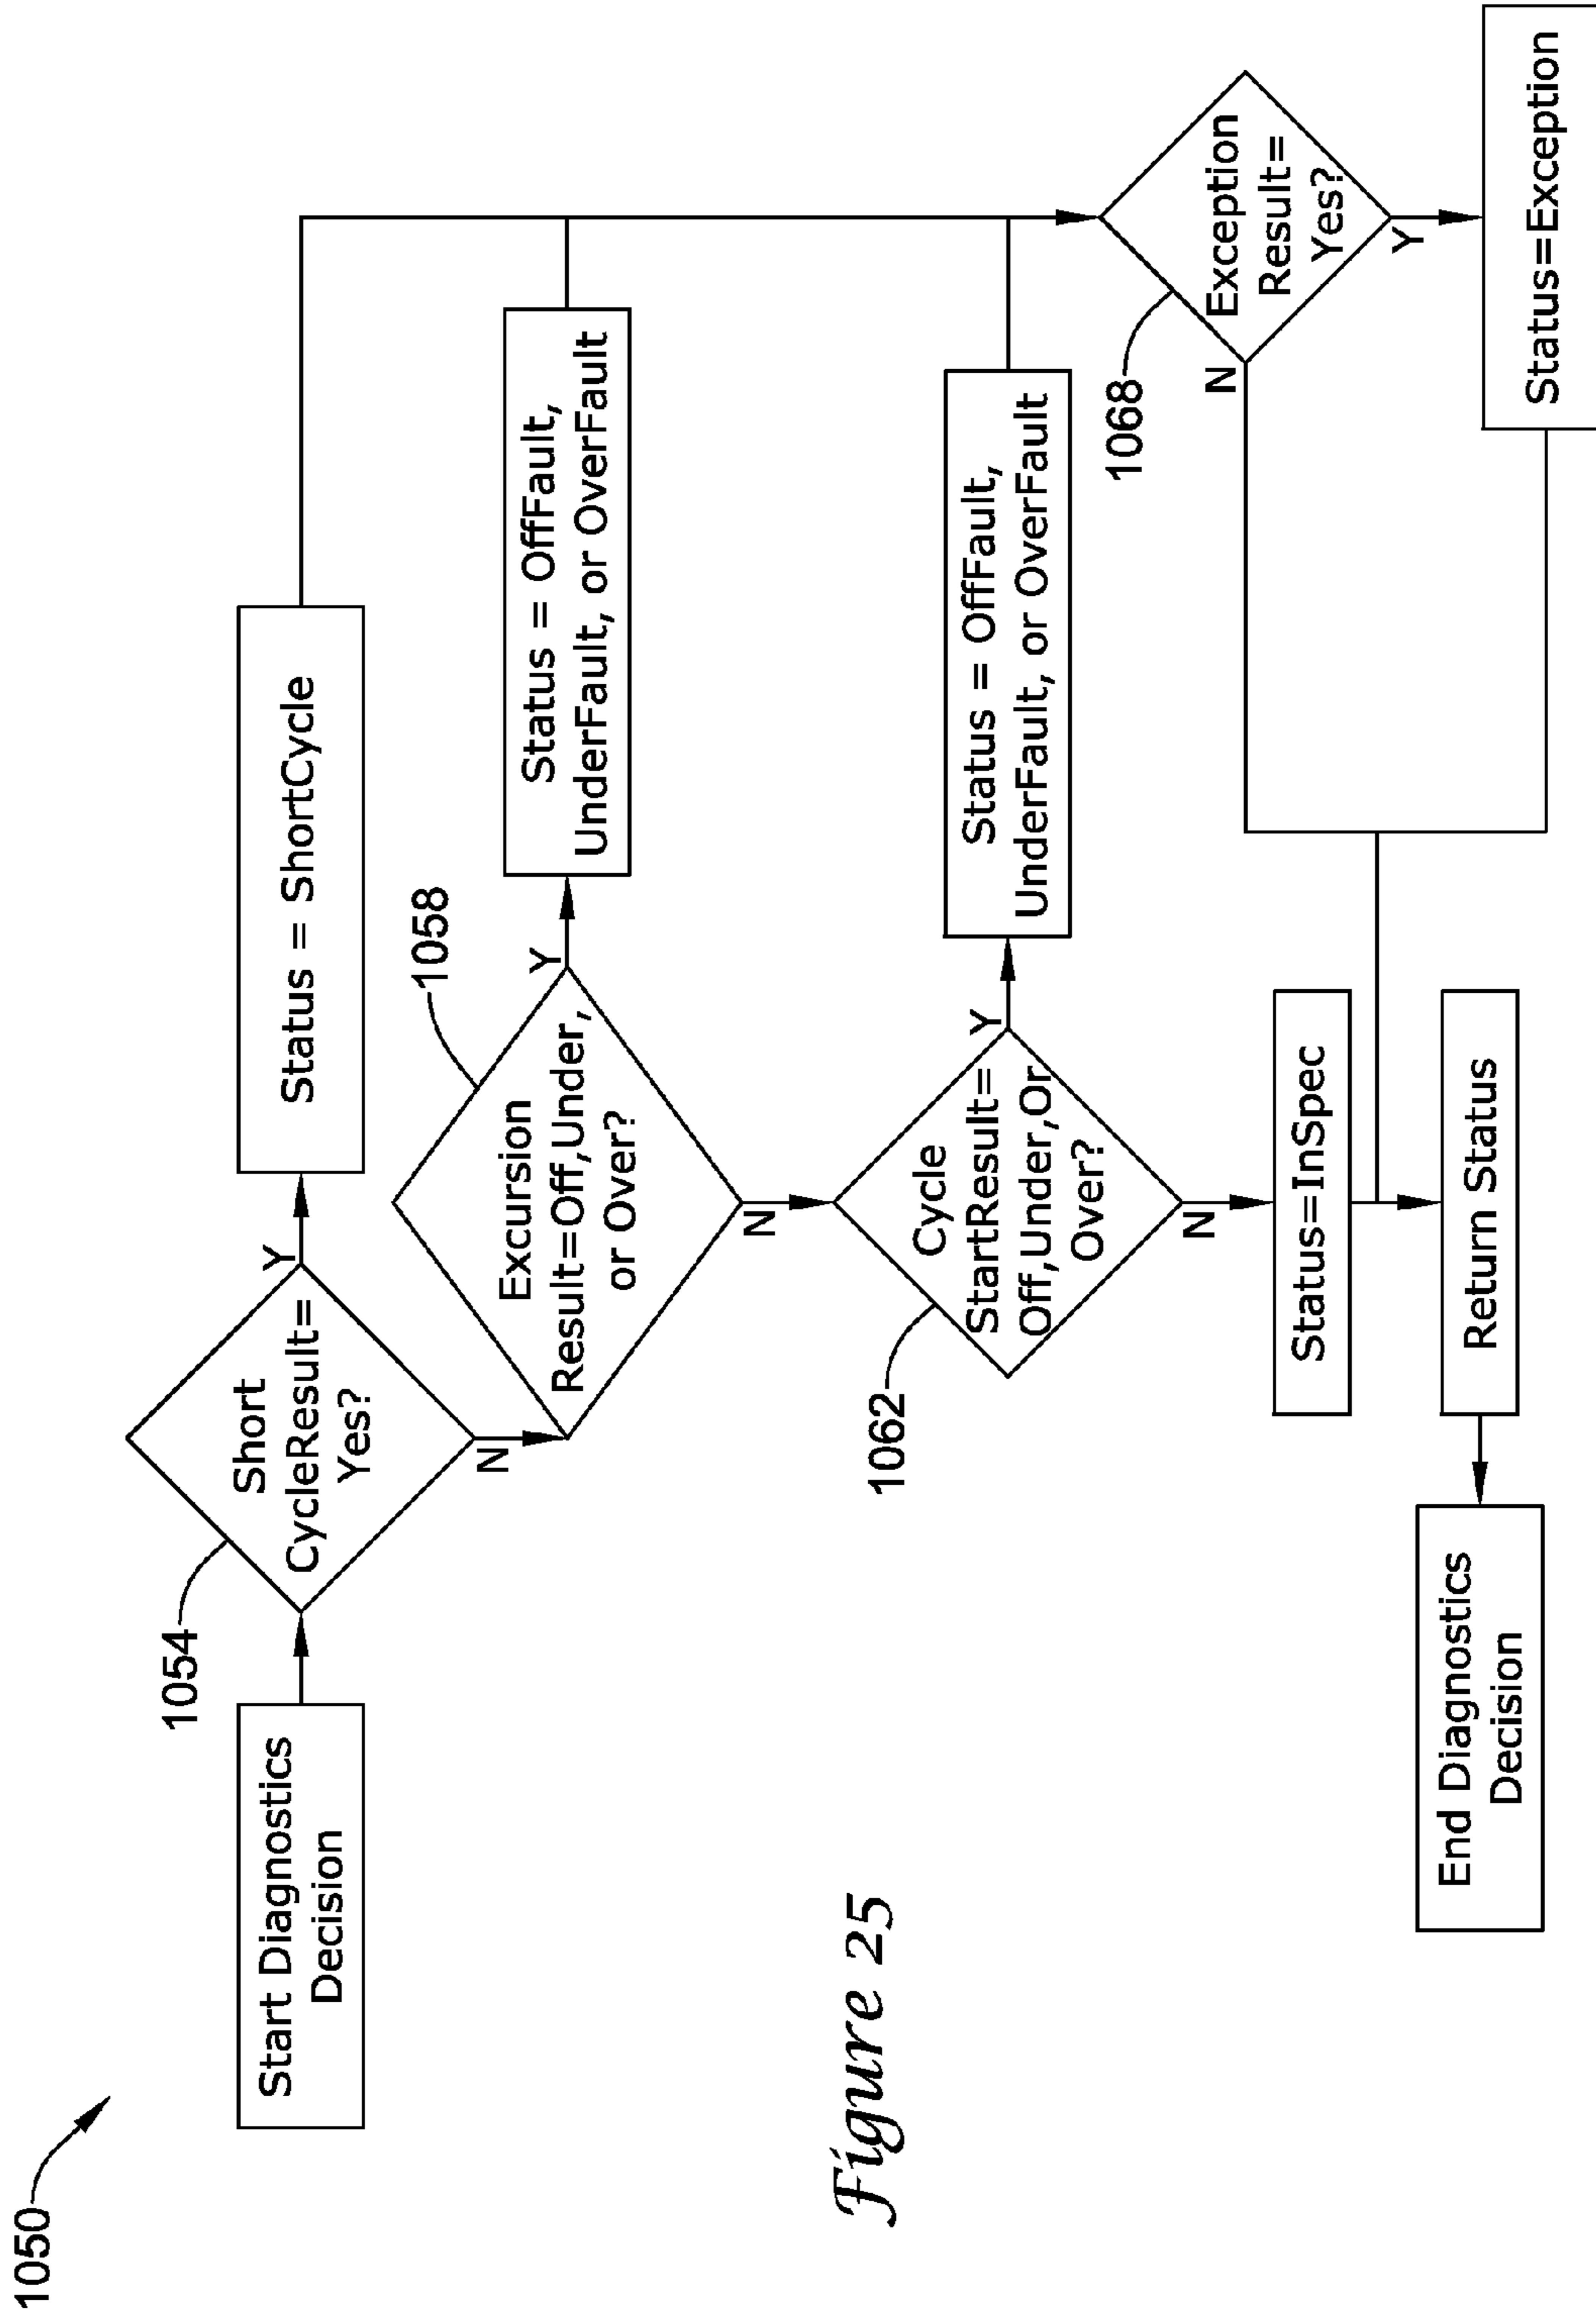 1050
Start Diagnostics
Decision
1054
Short
CycleResult=
Yes?
Y
N
Status = ShortCycle
1058
Excursion
Result=Off,Under,
or Over?
Y
N
Status = OffFault,
UnderFault, or OverFault
1062
Cycle
StartResult=
Off,Under,Or
Over?
Y
N
Status = OffFault,
UnderFault, or OverFault
1068
Exception
Result=
Yes?
N
Y
Status=InSpec
Status=Exception
Return Status
End Diagnostics
Decision
Figure 25